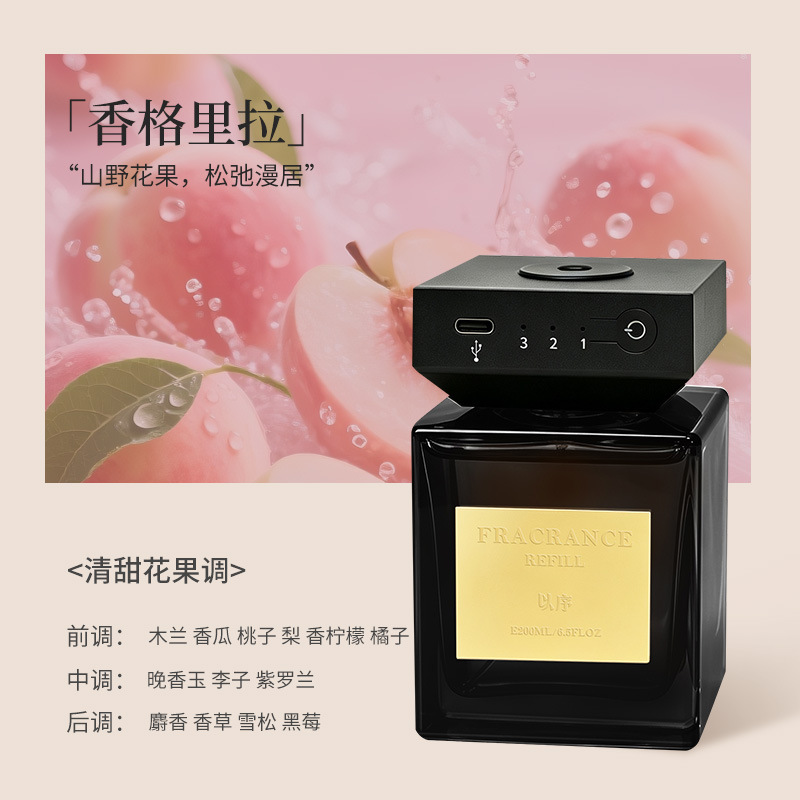 「香格里拉」
“山野花果，松弛漫居”
3 2 1
FRAGRANCE
REFILL
以序
E200ML/6.8FLOZ
<清甜花果调>
前调： 木兰 香瓜 桃子 梨 香柠檬 橘子
中调： 晚香玉 李子 紫罗兰
后调： 麝香 香草 雪松 黑莓